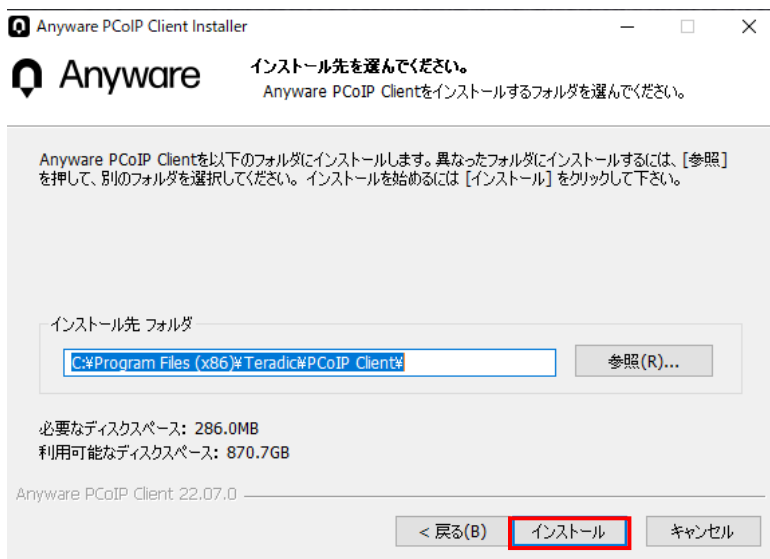 Anyware PCoIP Client Installer
Anyware
インストール先を選んでください。
Anyware PCoIP Clientをインストールするフォルダを選んでください。
Anyware PCoIP Clientを以下のフォルダにインストールします。異なったフォルダにインストールするには、[参照]
を押して、別のフォルダを選択してください。インストールを始めるには [インストール] をクリックして下さい。
インストール先 フォルダ
C:¥Program Files (x86)¥Teradic¥PCoIP Client¥
参照(R)...
必要なディスクスペース: 286.0MB
利用可能なディスクスペース: 870.7GB
Anyware PCoIP Client 22.07.0
< 戻る(B)
インストール
キャンセル